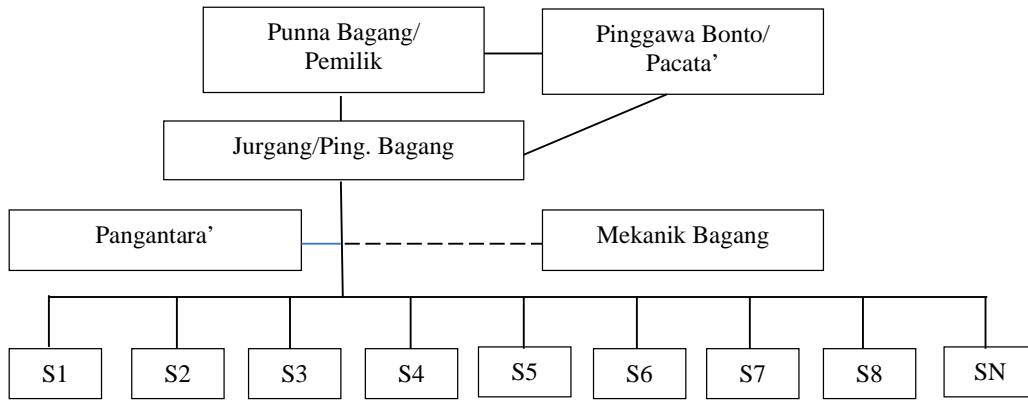 Punna Bagang/
Pemilik
Pinggawa Bonto/
Pacata’
Jurgang/Ping. Bagang
Pangantara’
Mekanik Bagang
S1
S2
S3
S4
S5
S6
S7
S8
SN